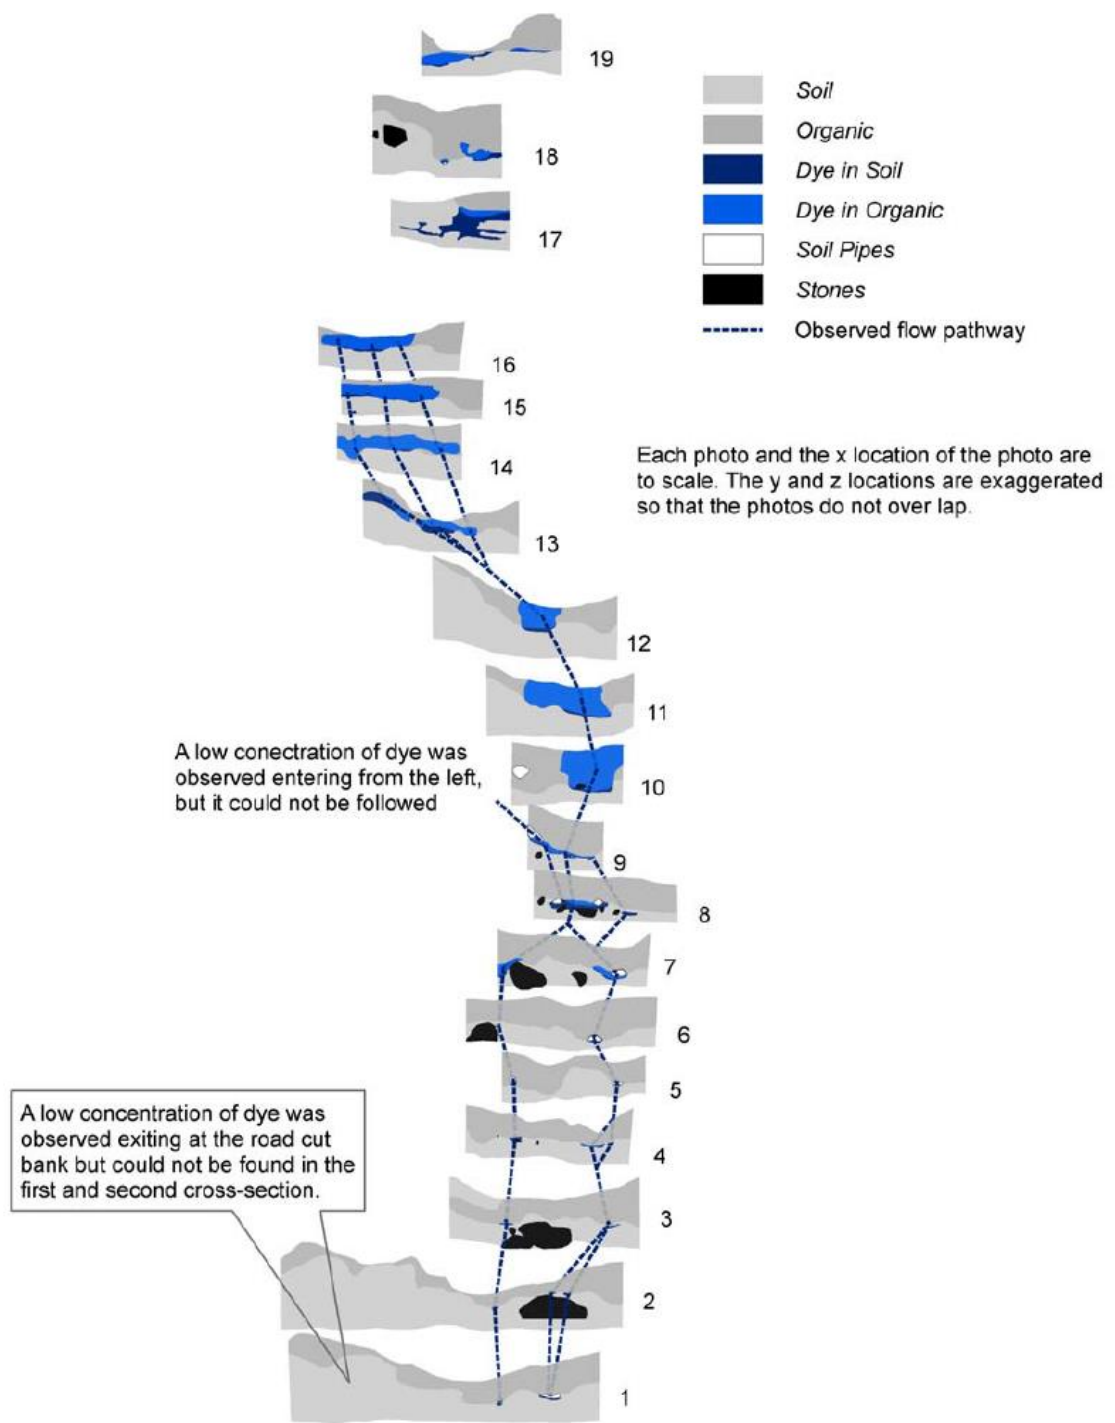 19
18
17
16
15
14
13
12
11
10
9
8
7
6
5
4
3
2
1
Soil
Organic
Dye in Soil
Dye in Organic
Soil Pipes
Stones
Observed flow pathway
Each photo and the x location of the photo are
to scale. The y and z locations are exaggerated
so that the photos do not over lap.
A low conectration of dye was
observed entering from the left,
but it could not be followed
A low concentration of dye was
observed exiting at the road cut
bank but could not be found in the
first and second cross-section.